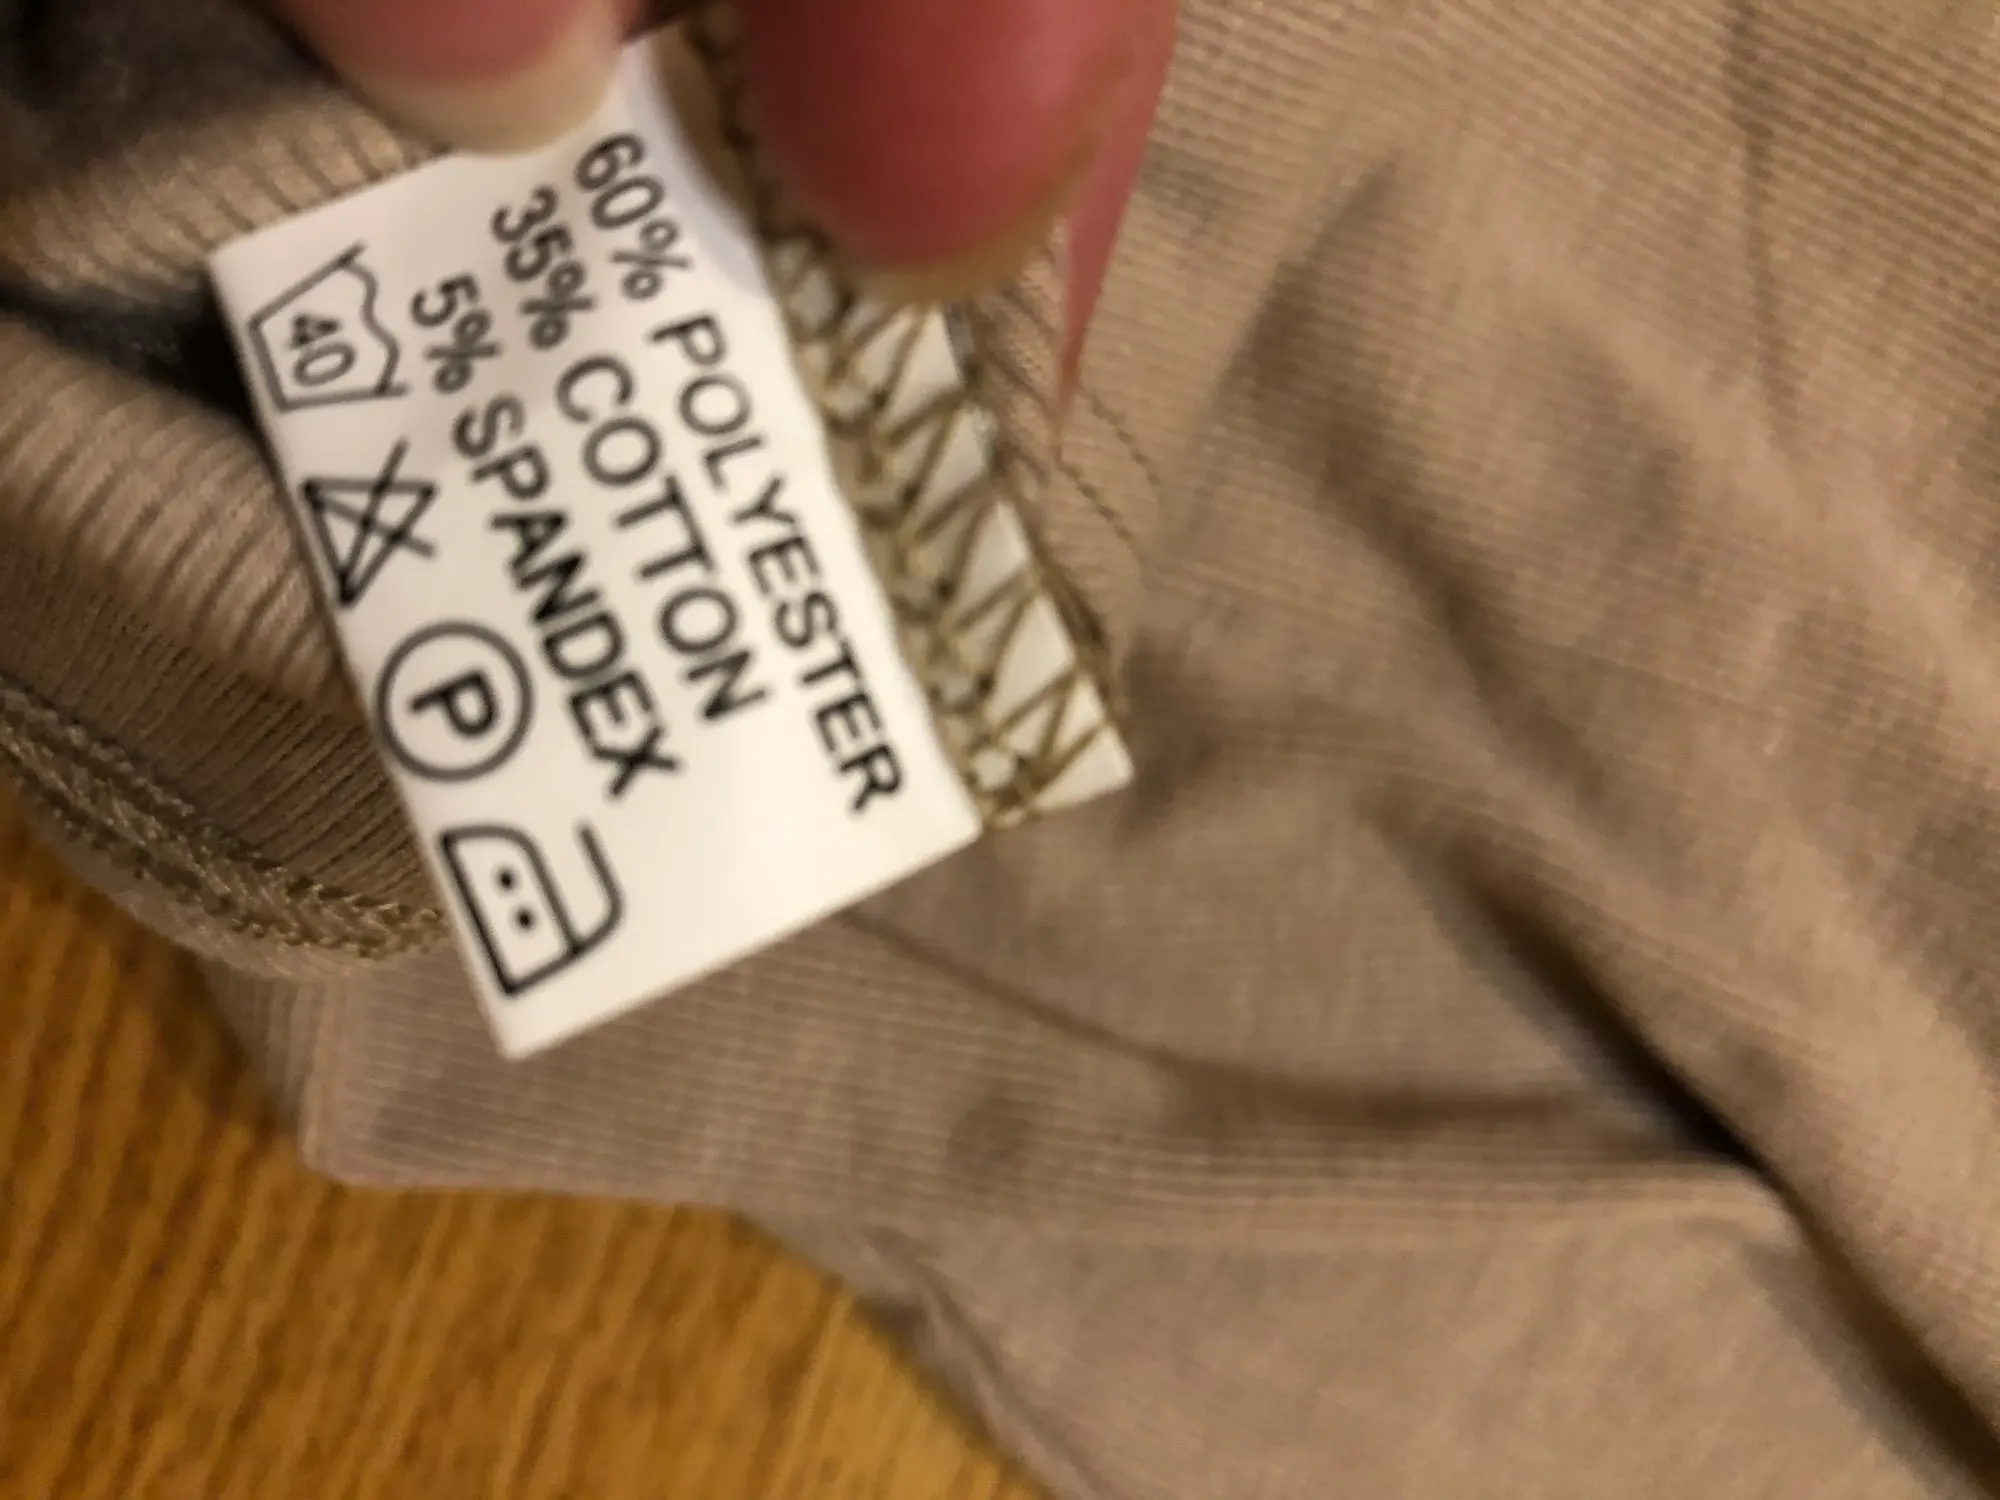 60% POLYESTER
35% COTTON
5% SPANDEX
40 P